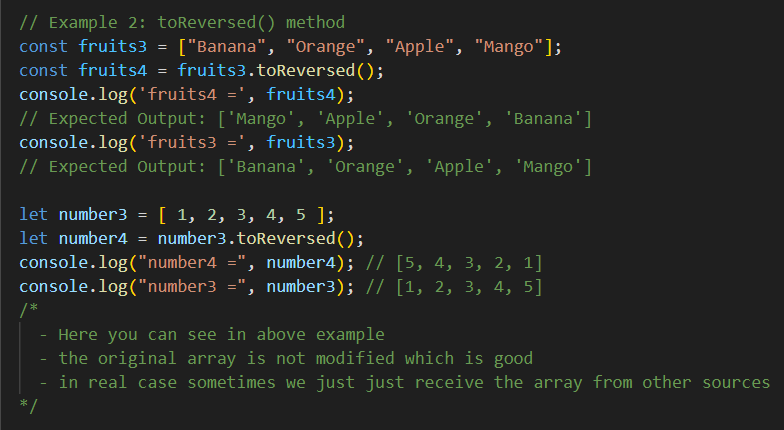 // Example 2: toReversed() method
const fruits3 = ["Banana", "Orange", "Apple", "Mango"];
const fruits4 = fruits3.toReversed();
console.log('fruits4 =', fruits4);
// Expected Output: ['Mango', 'Apple', 'Orange', 'Banana']
console.log('fruits3 =', fruits3);
// Expected Output: ['Banana', 'Orange', 'Apple', 'Mango']

let number3 = [ 1, 2, 3, 4, 5 ];
let number4 = number3.toReversed();
console.log("number4 =", number4); // [5, 4, 3, 2, 1]
console.log("number3 =", number3); // [1, 2, 3, 4, 5]
/*
  - Here you can see in above example
  - the original array is not modified which is good
  - in real case sometimes we just just receive the array from other sources
*/